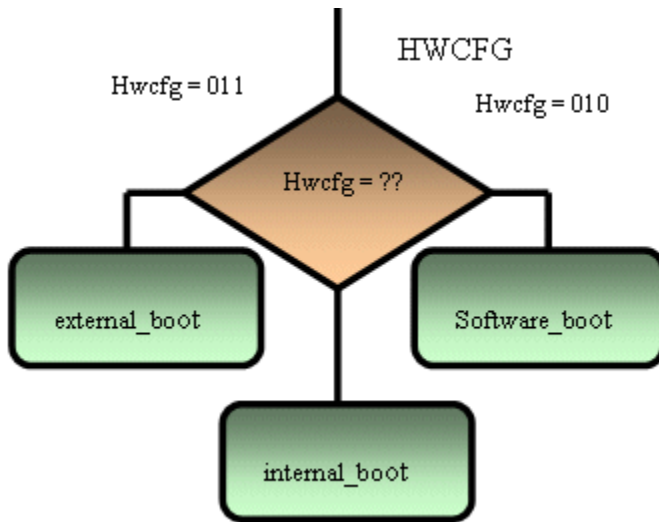 HWCFG
Hwcfg = 011
Hwcfg = 010
Hwcfg = ??
external_boot
Software_boot
internal_boot